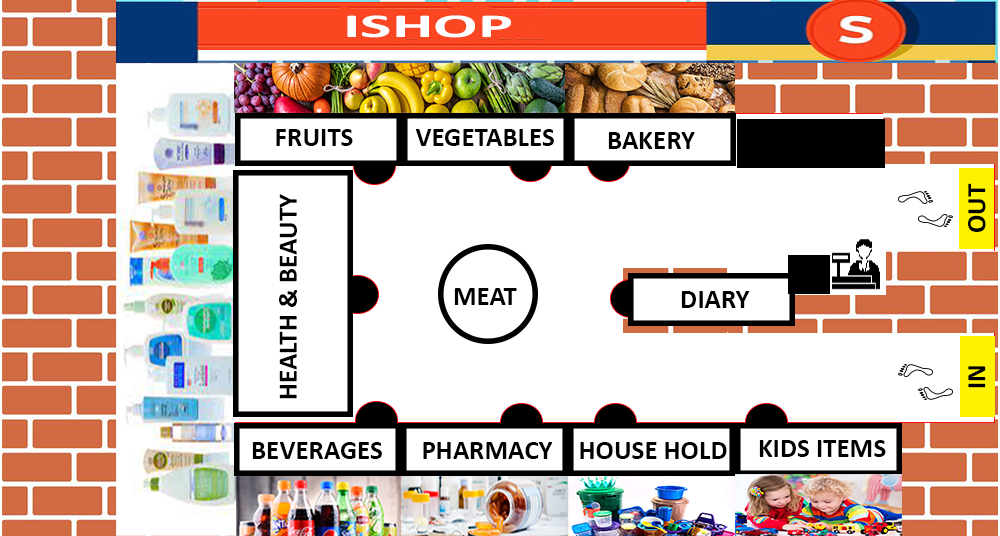 ISHOP
S
FRUITS
VEGETABLES
BAKERY
OUT
HEALTH & BEAUTY
MEAT
DIARY
IN
BEVERAGES
PHARMACY
HOUSE HOLD
KIDS ITEMS